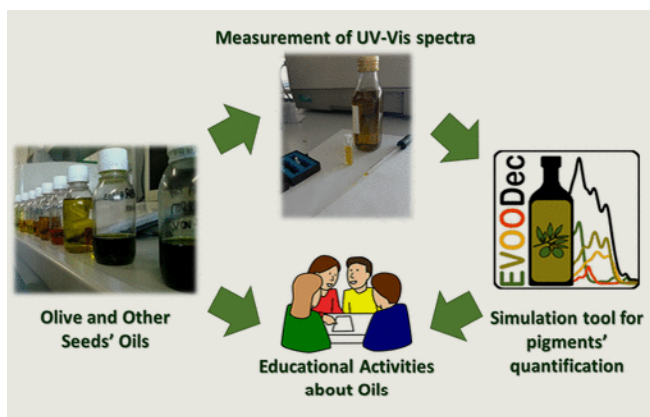 Measurement of UV-Vis spectra
EVOODec
Olive and Other
Seeds' Oils
Simulation tool for
pigments'
quantification
Educational Activities
about Oils